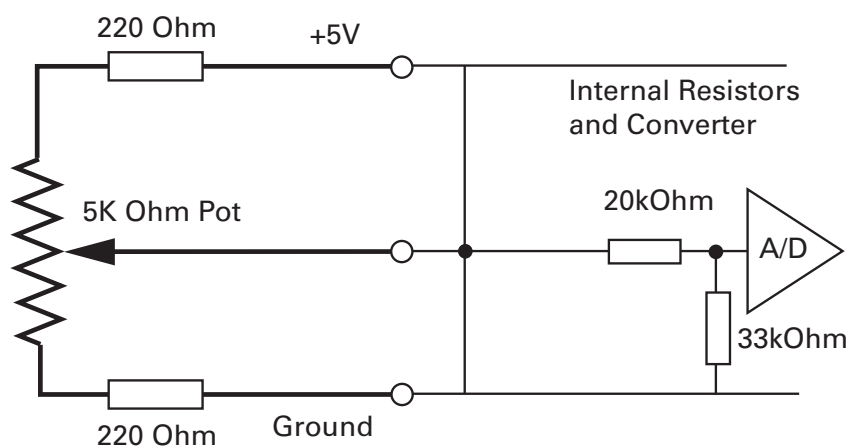 220 Ohm
+5V
Internal Resistors
and Converter
5K Ohm Pot
20kOhm
A/D
33kOhm
Ground
220 Ohm